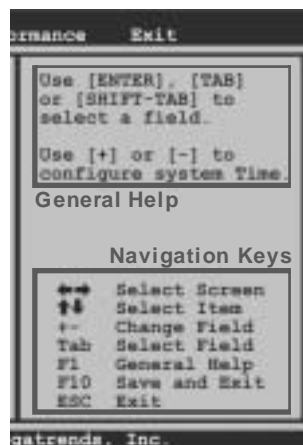 ormance Exit
Use [ENTER], [TAB]
or [SHIFT-TAB] to
select a field.
Use [+] or [-] to
configure system Time.
General Help
Navigation Keys
←→ Select Screen
↑↓ Select Item
+- Change Field
Tab Select Field
F1 General Help
F10 Save and Exit
ESC Exit
gatrends, Inc.